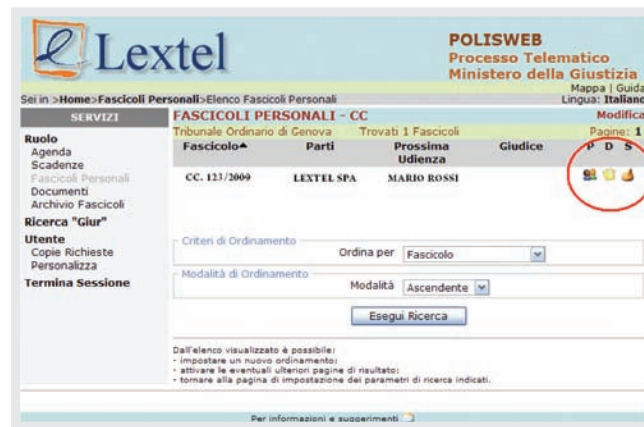 Lextel
POLISWEB
Processo Telematico
Ministero della Giustizia
Mappa | Guida
Sei in >Home>Fascicoli Personali>Elenco Fascicoli Personali
Lingua: Italiano
SERVIZI
Ruolo
Agenda
Scadenze
Fascicoli Personali
Documenti
Archivio Fascicoli
Ricerca "Giur"
Utente
Copie Richieste
Personalizza
Termina Sessione
FASCICOLI PERSONALI - CC
Modifica
Tribunale Ordinario di Genova Trovati 1 Fascicoli Pagine: 1
Fascicolo Parti Prossima Udienza Giudice P D S
CC. 123/2009 LEXTEL SPA MARIO ROSSI
Criteri di Ordinamento
Ordina per Fascicolo
Modalità di Ordinamento
Modalità Ascendente
Esegui Ricerca
Dall'elenco visualizzato è possibile:
- impostare un nuovo ordinamento;
- attivare le eventuali ulteriori pagine di risultato;
- tornare alla pagina di impostazione dei parametri di ricerca indicati.
Per informazioni e suggerimenti